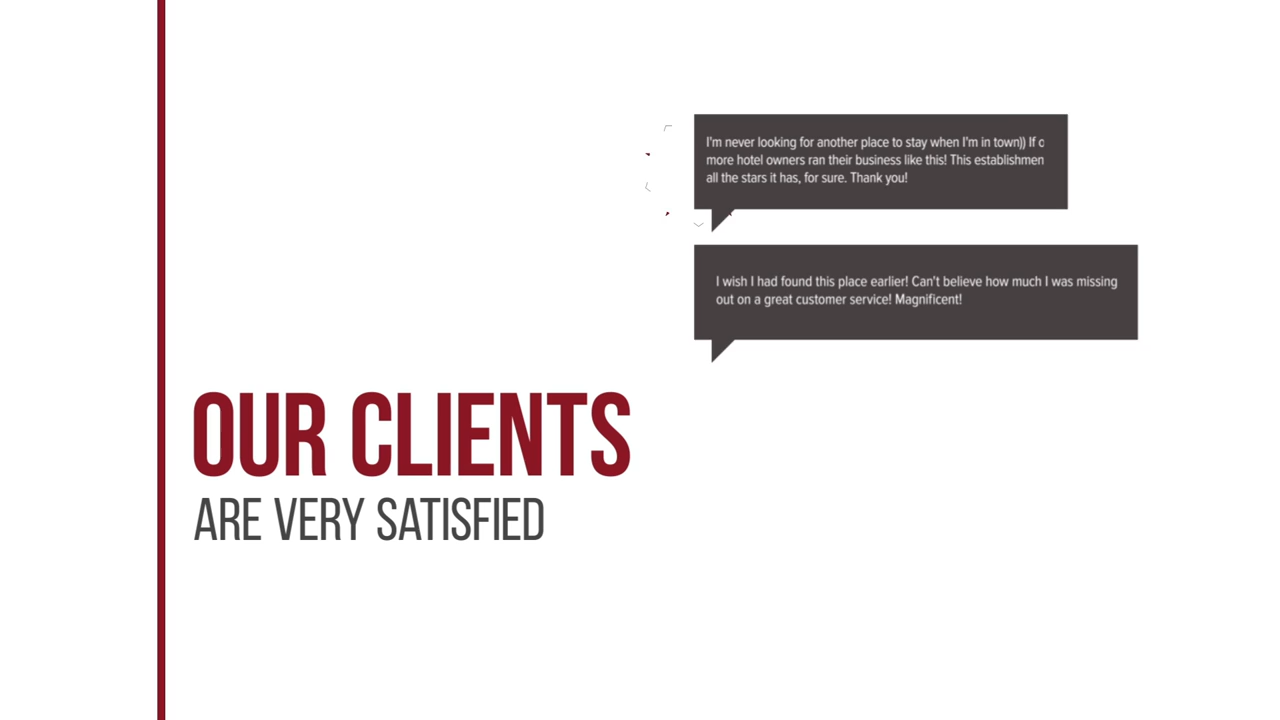 I'm never looking for another place to stay when I'm in town)) If
more hotel owners ran their business like this! This establishmen
all the stars it has, for sure. Thank you!
I wish I had found this place earlier! Can't believe how much I was missing
out on a great customer service! Magnificent!
OUR CLIENTS
ARE VERY SATISFIED